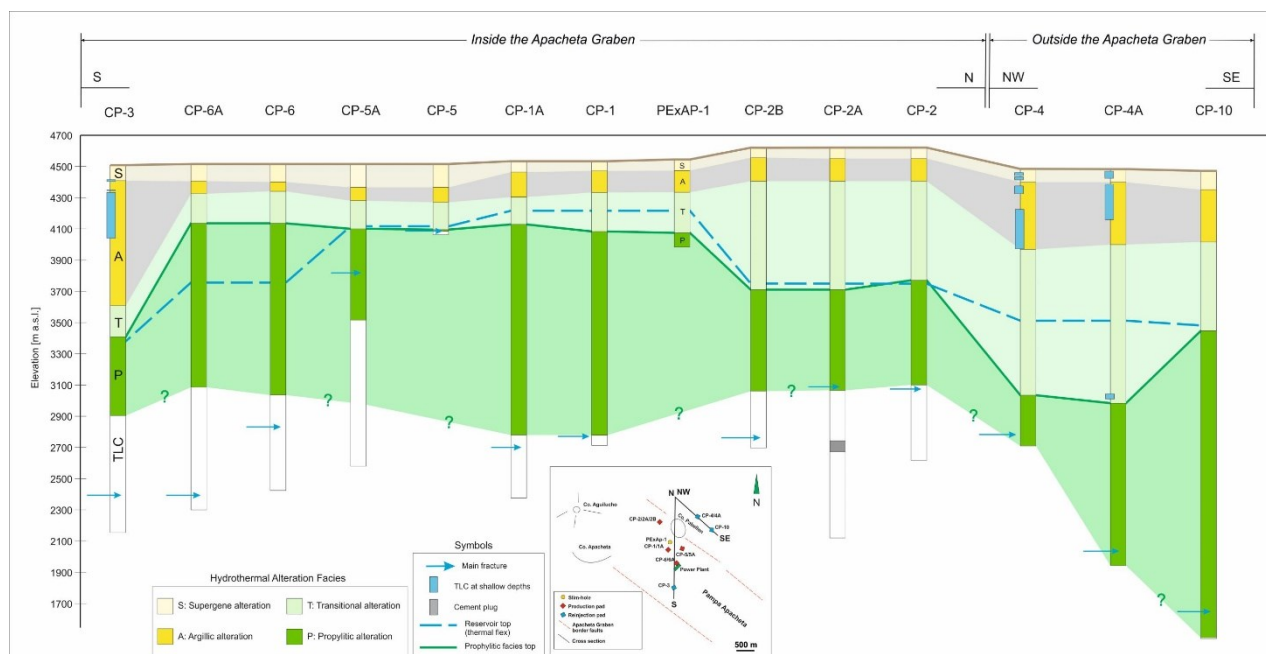 Inside the Apacheta Graben
Outside the Apacheta Graben
S
N
NW
SE
CP-3
CP-6A
CP-6
CP-5A
CP-5
CP-1A
CP-1
PExAP-1
CP-2B
CP-2A
CP-2
CP-4
CP-4A
CP-10
Elevation [m a.s.l.]
4700
4500
4300
4100
3900
3700
3500
3300
3100
2900
2700
2500
2300
2100
1900
1700
S
A
T
P
TLC
S
A
T
P
?
?
?
?
?
?
?
Hydrothermal Alteration Facies
S: Supergene alteration
T: Transitional alteration
A: Argillic alteration
P: Propylitic alteration
Symbols
Main fracture
TLC at shallow depths
Cement plug
Reservoir top
(thermal flex)
Prophylitic facies top
N
NW
N
Co. Aguilucho
CP-2/2A/2B
CP-4/4A
Co. Pabellon
CP-10
SE
PExAp-1
CP-1/1A
CP-5/5A
Co. Apacheta
CP-6/6A
Power Plant
CP-3
S
Pampa Apacheta
Slim-hole
Production pad
Reinjection pad
Apacheta Graben
border faults
Cross section
500 m